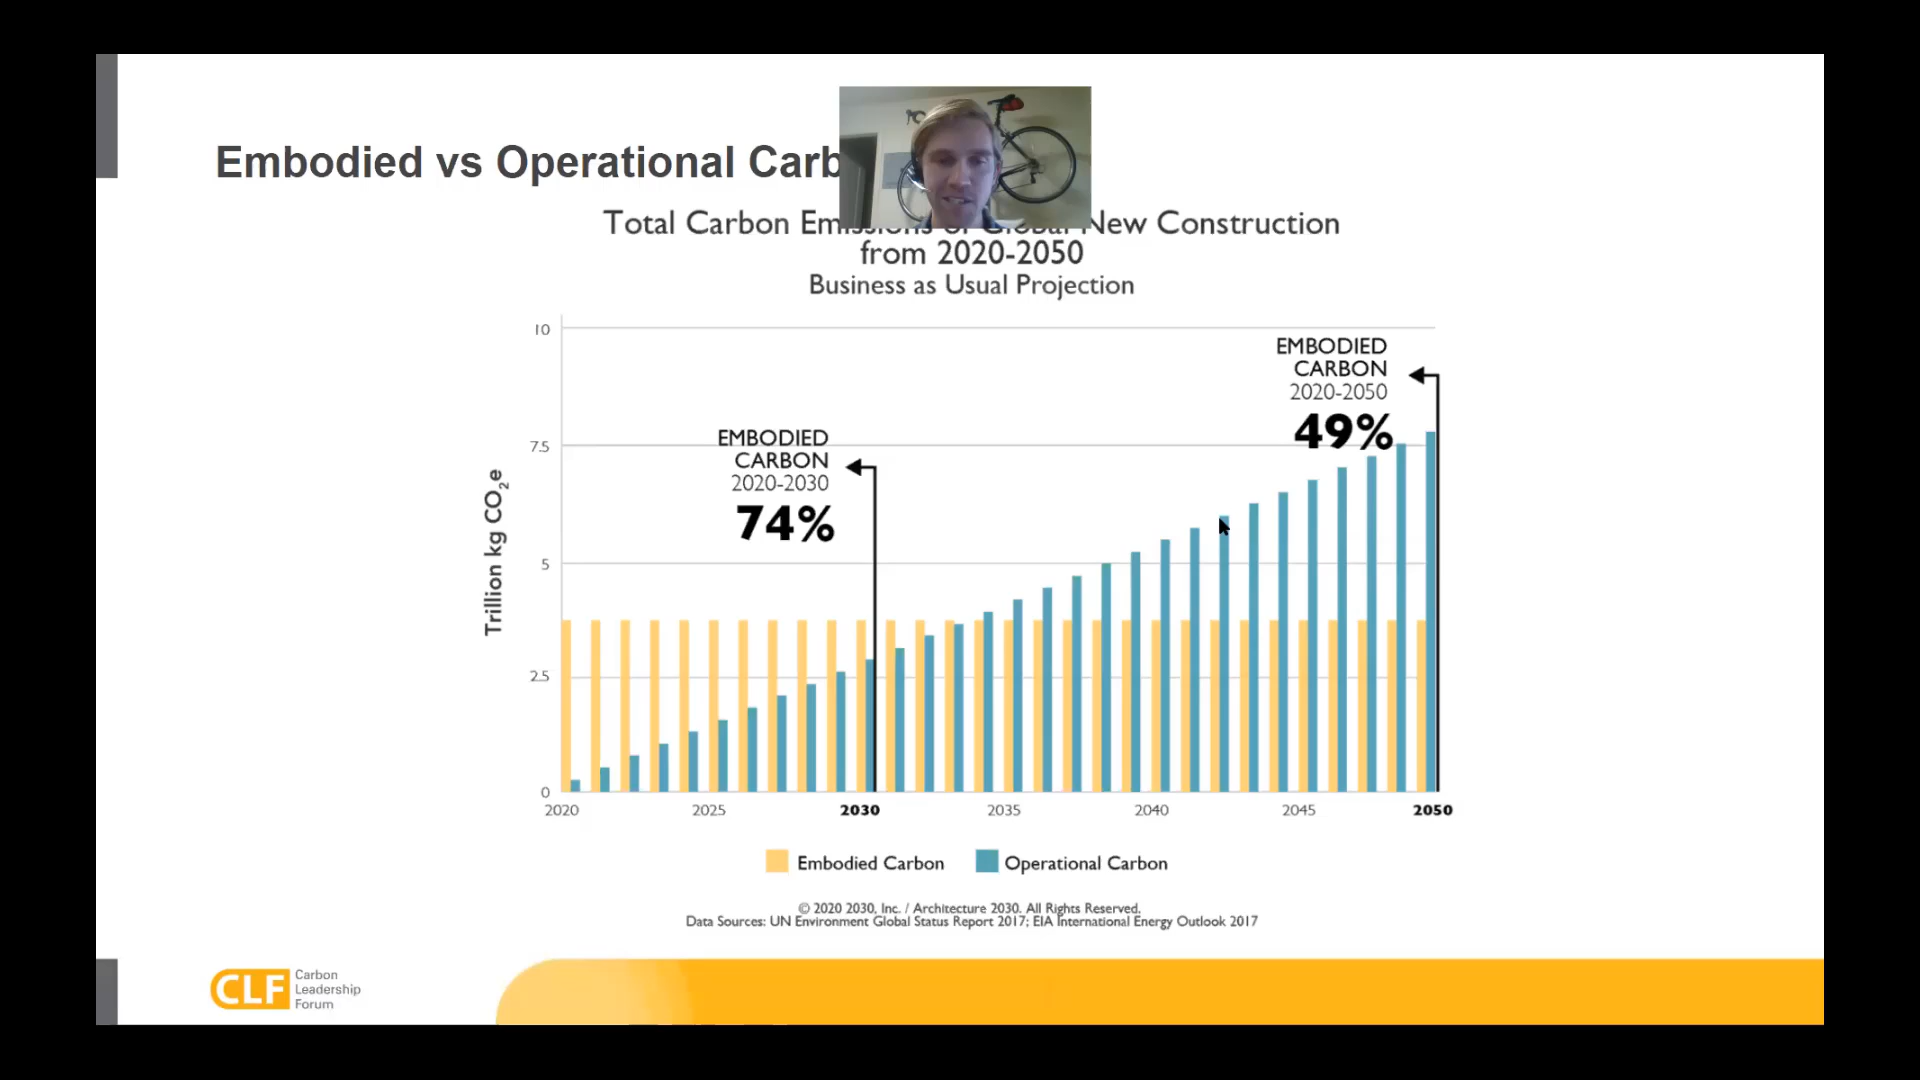 Embodied vs Operational Carb
Total Carbon Emissions of Global New Construction
from 2020-2050
Business as Usual Projection
10
7.5
5
2.5
0
Trillion kg CO₂e
EMBODIED
CARBON
2020-2030
74%
EMBODIED
CARBON
2020-2050
49%
2020
2025
2030
2035
2040
2045
2050
Embodied Carbon
Operational Carbon
© 2020 2030, Inc. / Architecture 2030. All Rights Reserved.
Data Sources: UN Environment Global Status Report 2017; EIA International Energy Outlook 2017
CLF
Carbon
Leadership
Forum